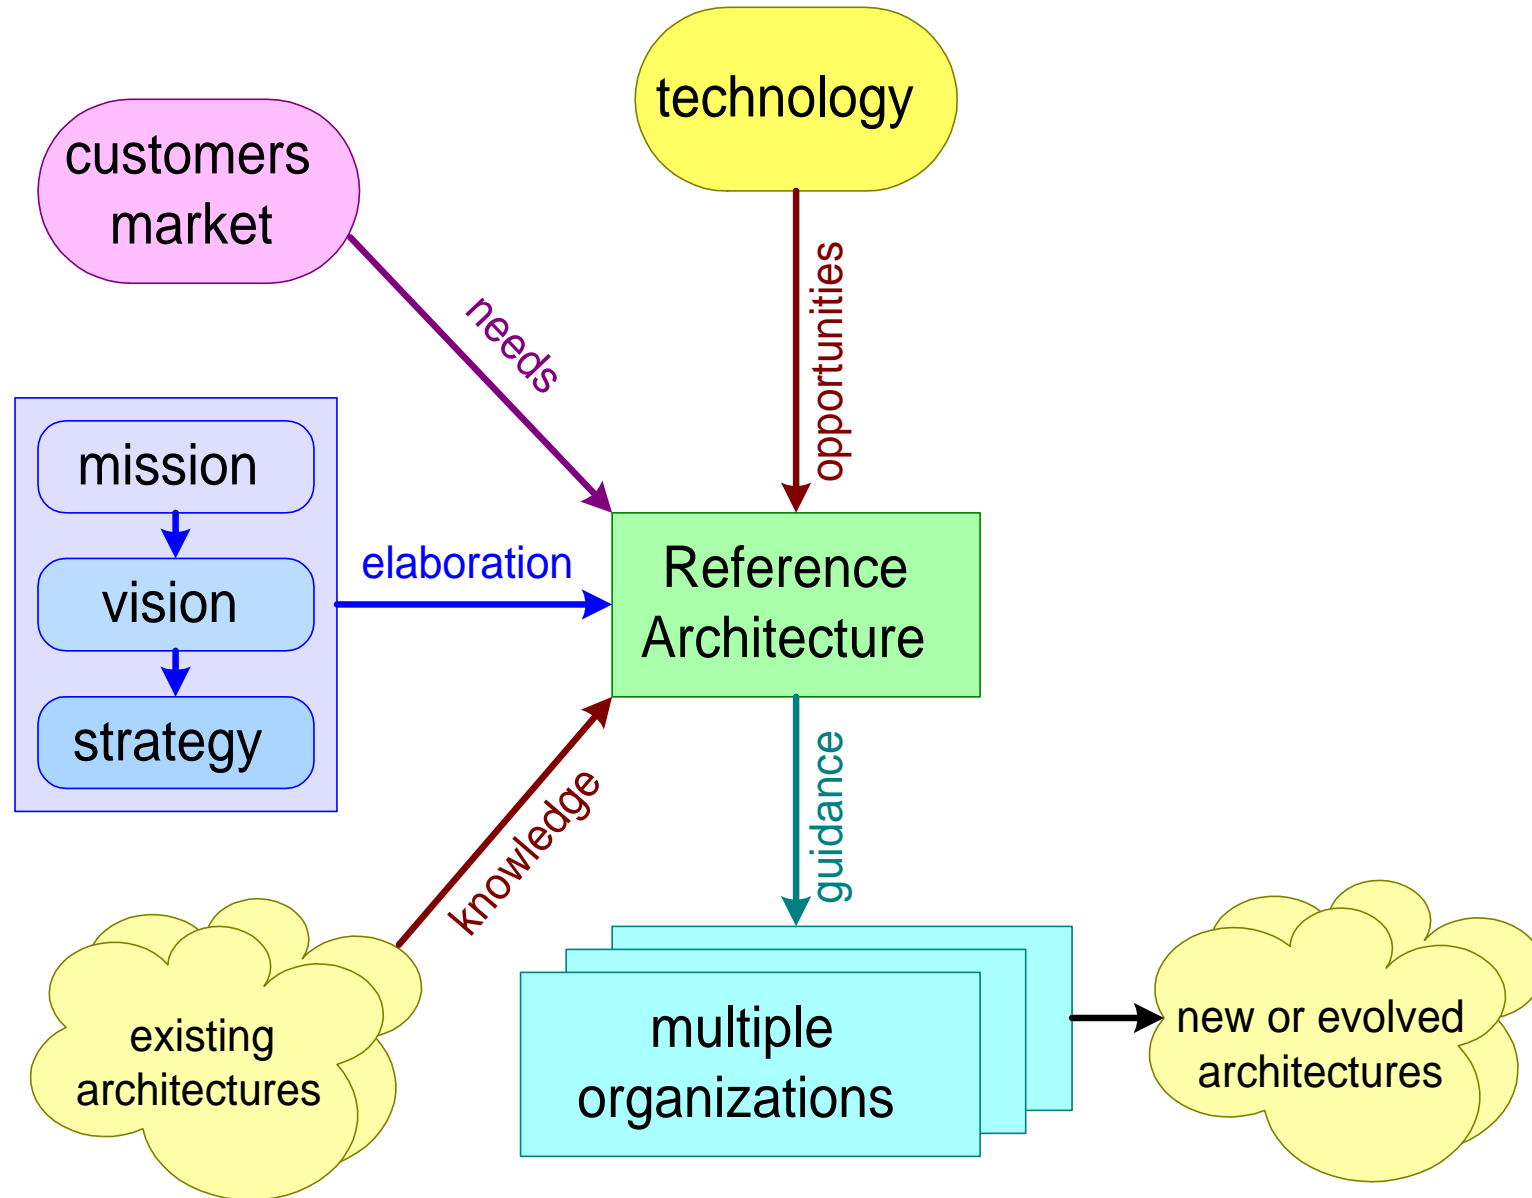 technology
customers
market
needs
opportunities
mission
vision
strategy
elaboration
Reference
Architecture
knowledge
guidance
existing
architectures
multiple
organizations
new or evolved
architectures